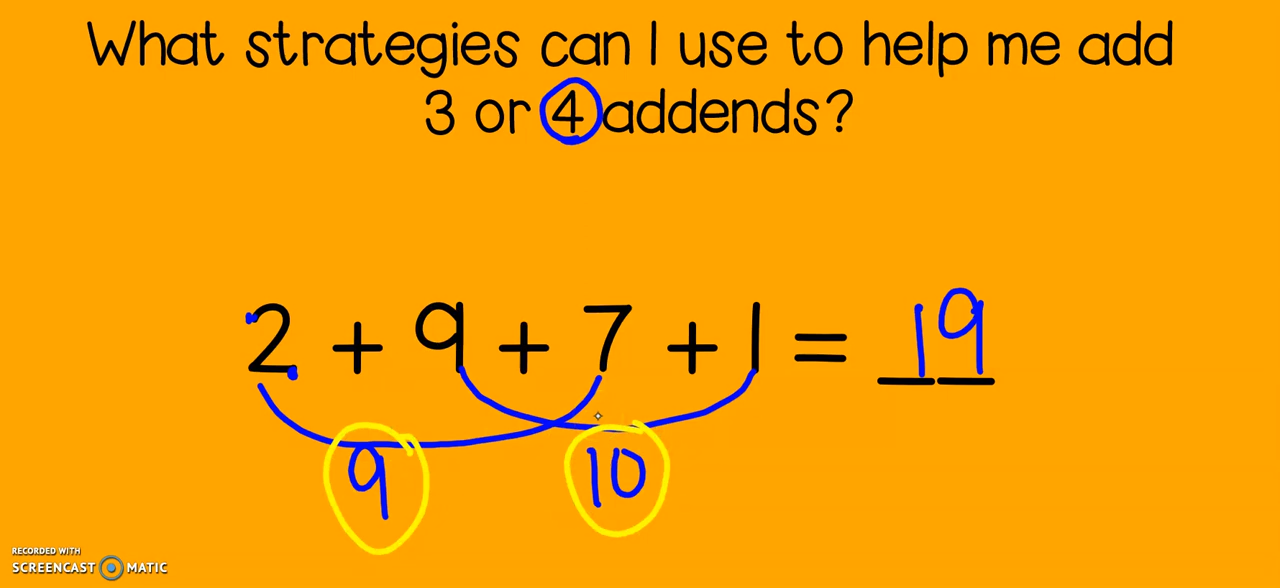 What strategies can I use to help me add
3 or 4 addends?
2 + 9 + 7 + 1 = 19
9 10
RECORDED WITH
SCREENCAST MATIC